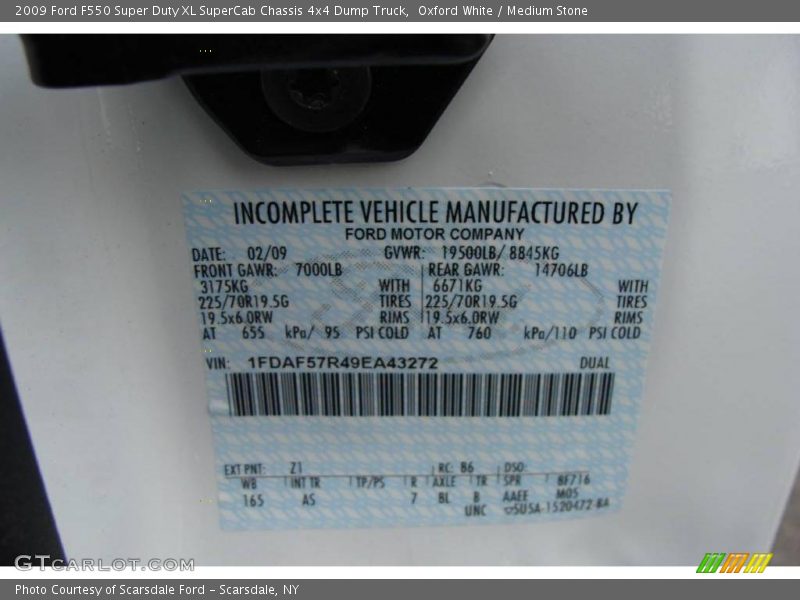 2009 Ford F550 Super Duty XL SuperCab Chassis 4x4 Dump Truck,  Oxford White / Medium Stone
INCOMPLETE VEHICLE MANUFACTURED BY
FORD MOTOR COMPANY
DATE: 02/09 GVWR: 19500LB/ 8845KG
FRONT GAWR: 7000LB REAR GAWR: 14706LB
3175KG WITH 6671KG WITH
225/70R19.5G TIRES 225/70R19.5G TIRES
19.5x6.0RW RIMS 19.5x6.0RW RIMS
AT 655 kPa/ 95 PSI COLD AT 760 kPa/110 PSI COLD
VIN: 1FDAF57R49EA43272 DUAL
EXT PNT: Z1 RC: B6 DSO:
WB INT TR TP/PS R AXLE TR SPR 8F716
165 AS 7 BL B AAEF M05
UNC 5U5A-1520472-BA
GTCARLOT.COM
Photo Courtesy of Scarsdale Ford – Scarsdale, NY